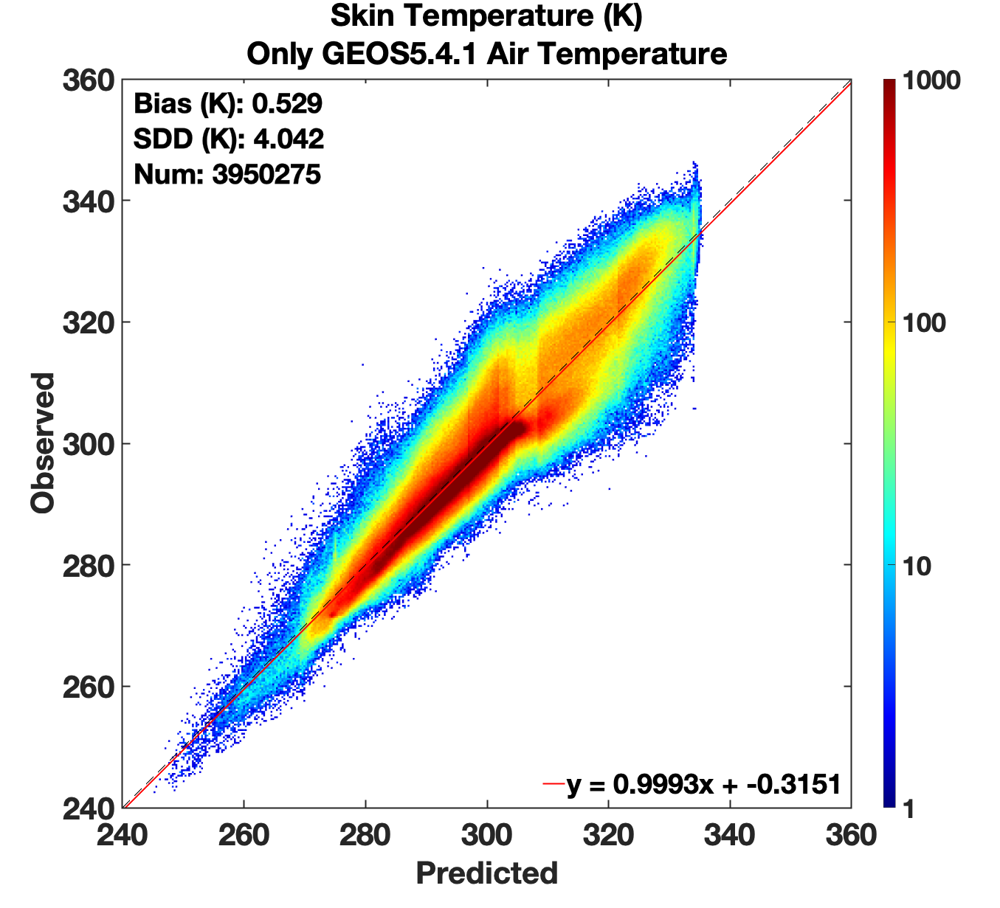 Skin Temperature (K)
Only GEOS5.4.1 Air Temperature
Bias (K): 0.529
SDD (K): 4.042
Num: 3950275
360
340
320
300
280
260
240
Observed
240 260 280 300 320 340 360
Predicted
y = 0.9993x + -0.3151
1000
100
10
1